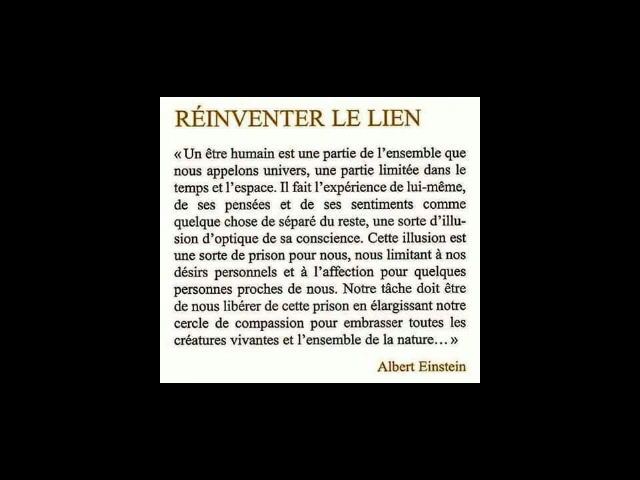 RÉINVENTER LE LIEN
« Un être humain est une partie de l'ensemble que
nous appelons univers, une partie limitée dans le
temps et l'espace. Il fait l'expérience de lui-même,
de ses pensées et de ses sentiments comme
quelque chose de séparé du reste, une sorte d'illu-
sion d'optique de sa conscience. Cette illusion est
une sorte de prison pour nous, nous limitant à nos
désirs personnels et à l'affection pour quelques
personnes proches de nous. Notre tâche doit être
de nous libérer de cette prison en élargissant notre
cercle de compassion pour embrasser toutes les
créatures vivantes et l'ensemble de la nature… »
Albert Einstein